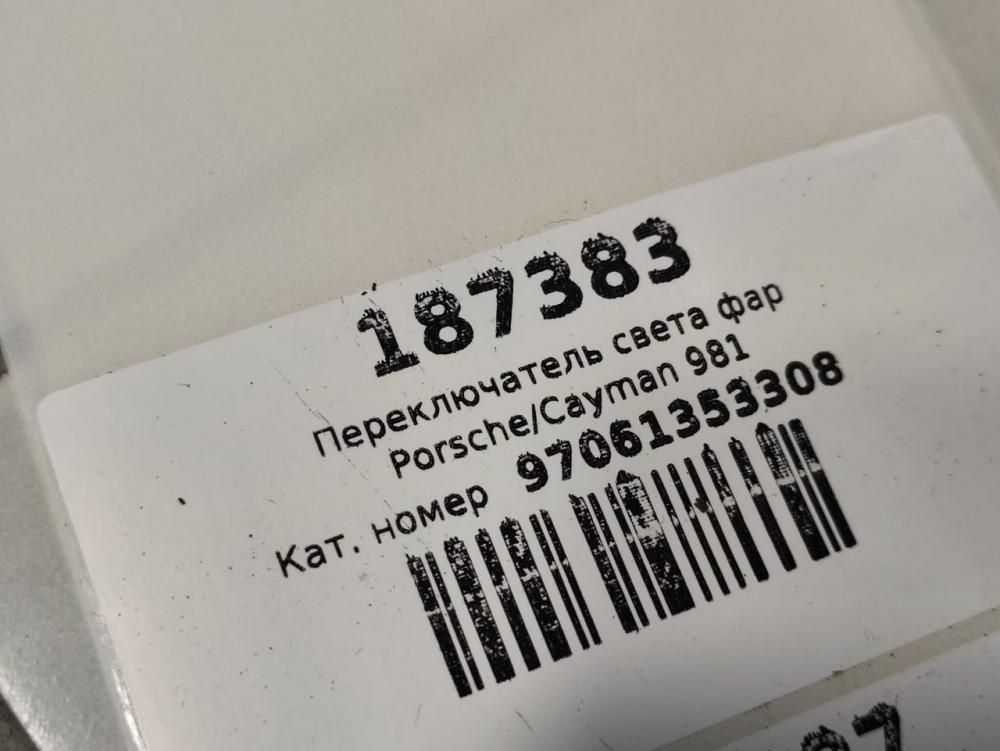 187383
Переключатель света фар
Porsche/Cayman 981
Кат. номер 97061353308